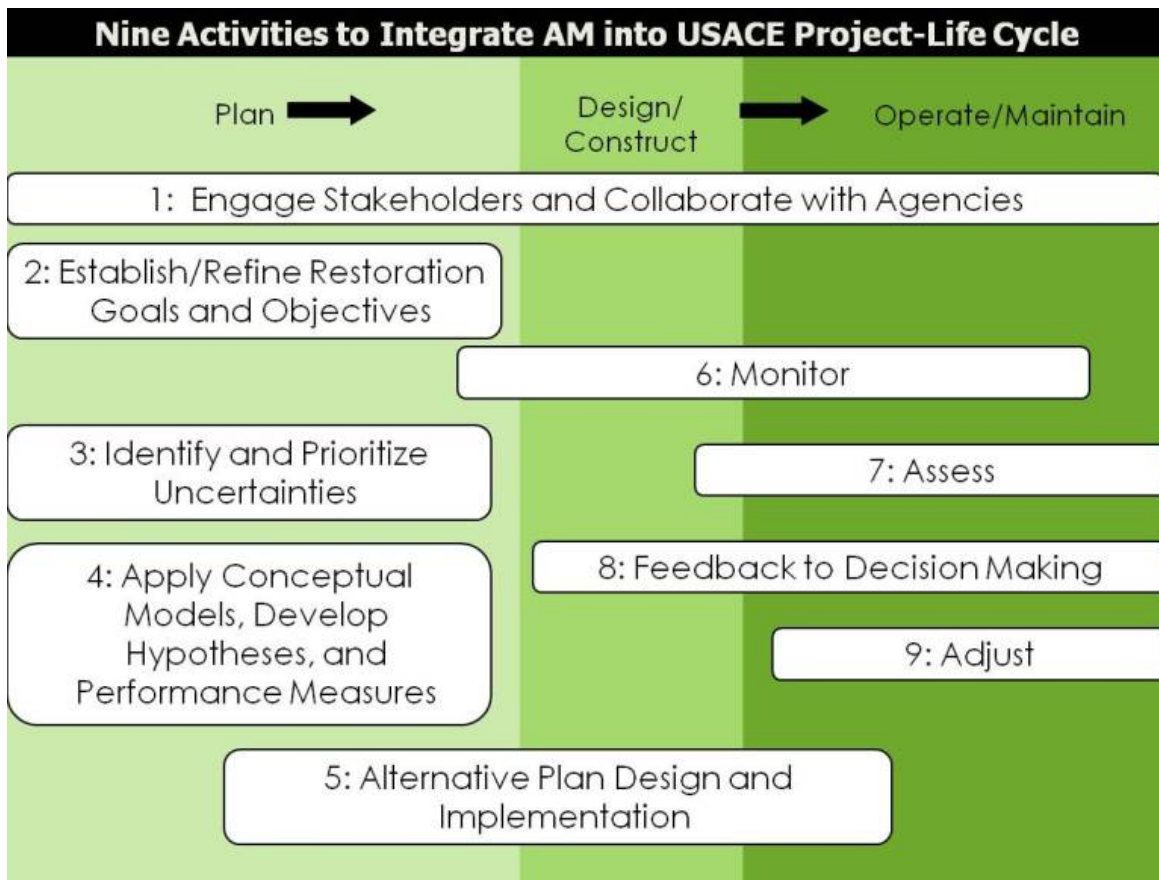 Nine Activities to Integrate AM into USACE Project-Life Cycle
Plan
Design/
Construct
Operate/Maintain
1: Engage Stakeholders and Collaborate with Agencies
2: Establish/Refine Restoration
Goals and Objectives
6: Monitor
3: Identify and Prioritize
Uncertainties
7: Assess
4: Apply Conceptual
Models, Develop
Hypotheses, and
Performance Measures
8: Feedback to Decision Making
9: Adjust
5: Alternative Plan Design and
Implementation